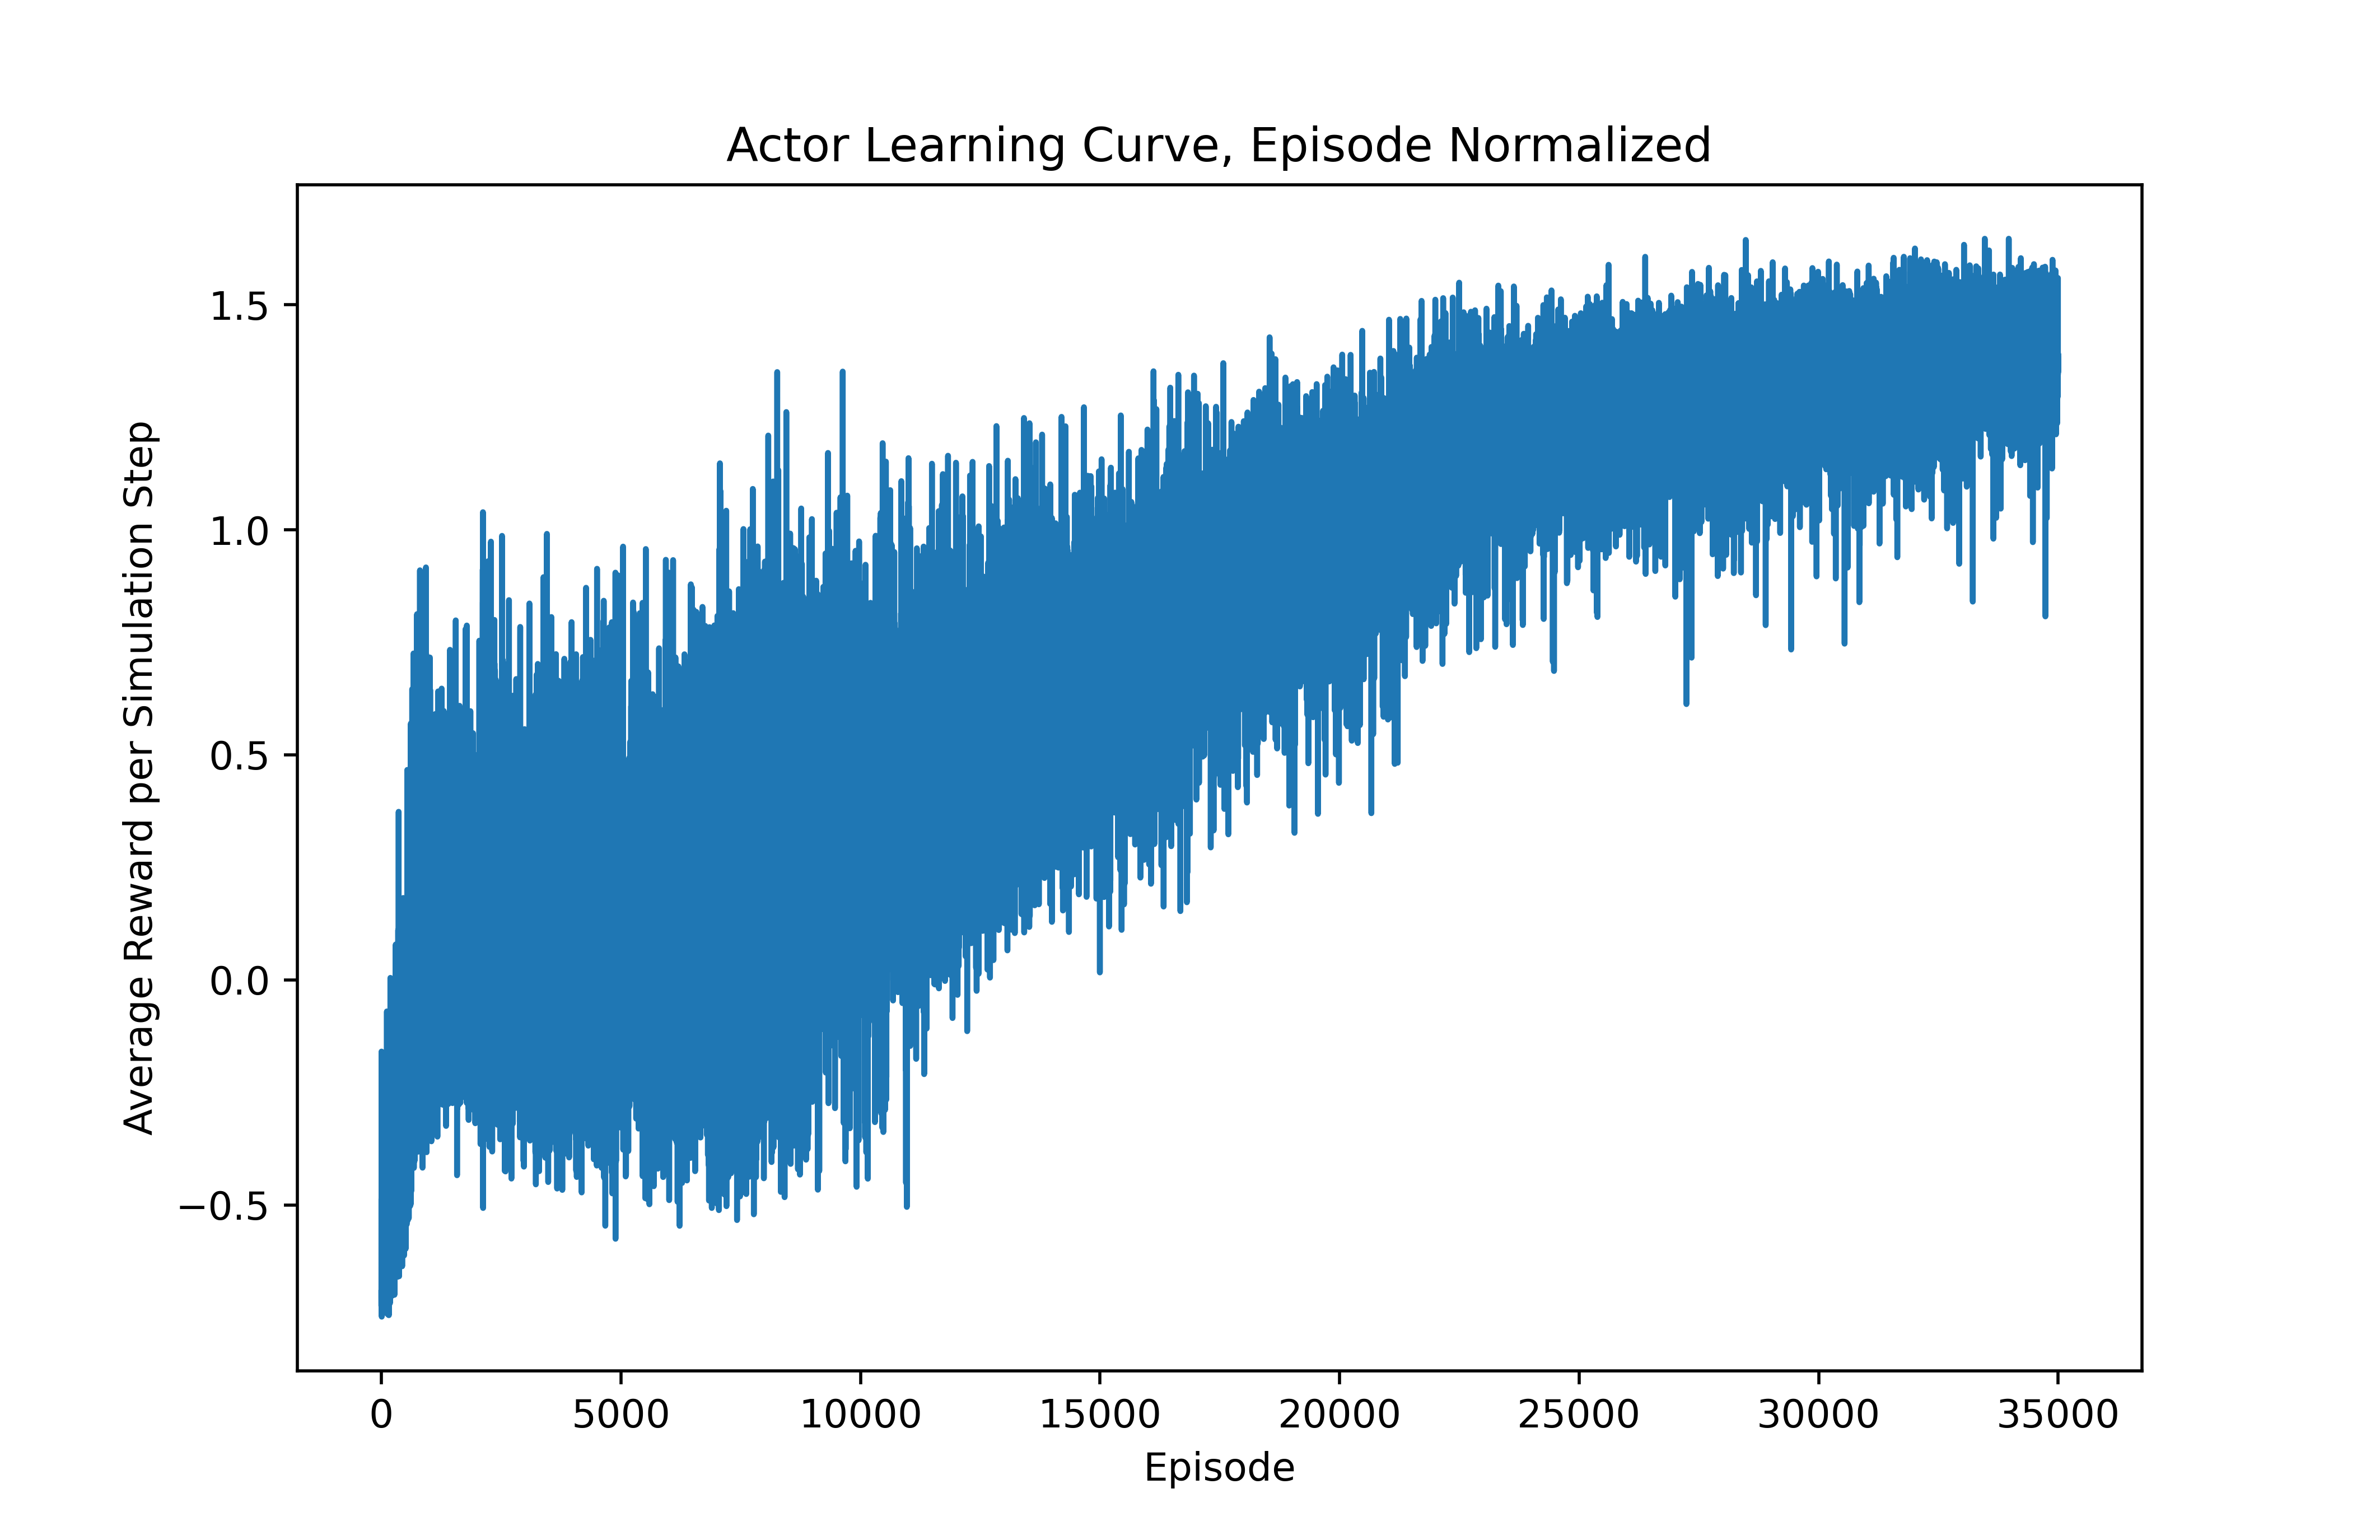 Actor Learning Curve, Episode Normalized
Average Reward per Simulation Step
1.5
1.0
0.5
0.0
−0.5
0 5000 10000 15000 20000 25000 30000 35000
Episode